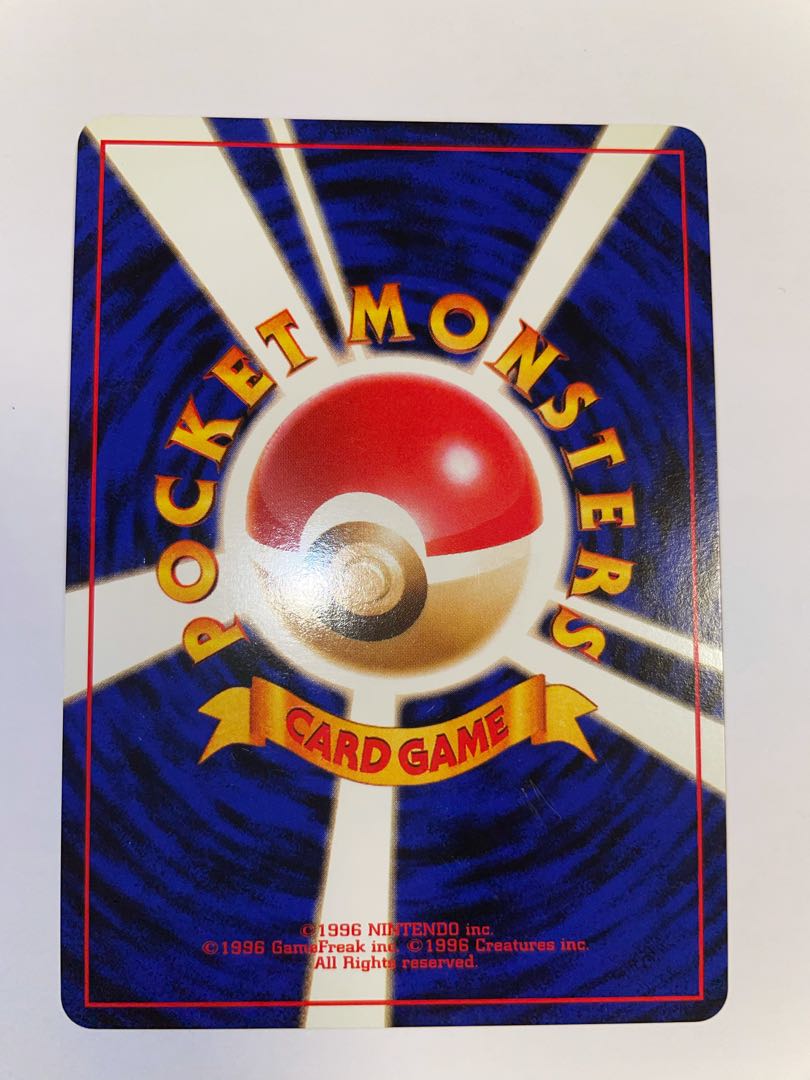 POCKET MONSTERS
CARD GAME
©1996 NINTENDO inc.
©1996 GameFreak inc. ©1996 Creatures inc.
All Rights reserved.